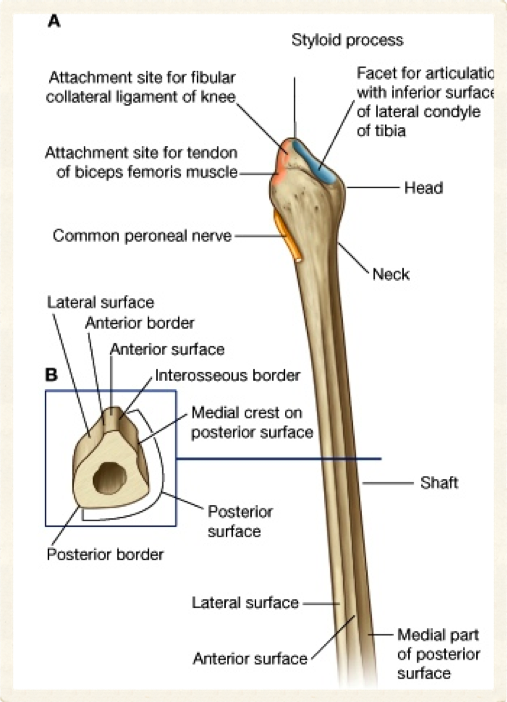 A
Styloid process
Attachment site for fibular
collateral ligament of knee
Facet for articulatio
with inferior surface
of lateral condyle
of tibia
Attachment site for tendon
of biceps femoris muscle
Head
Common peroneal nerve
Neck
Lateral surface
Anterior border
Anterior surface
B
Interosseous border
Medial crest on
posterior surface
Shaft
Posterior
surface
Posterior border
Lateral surface
Anterior surface
Medial part
of posterior
surface